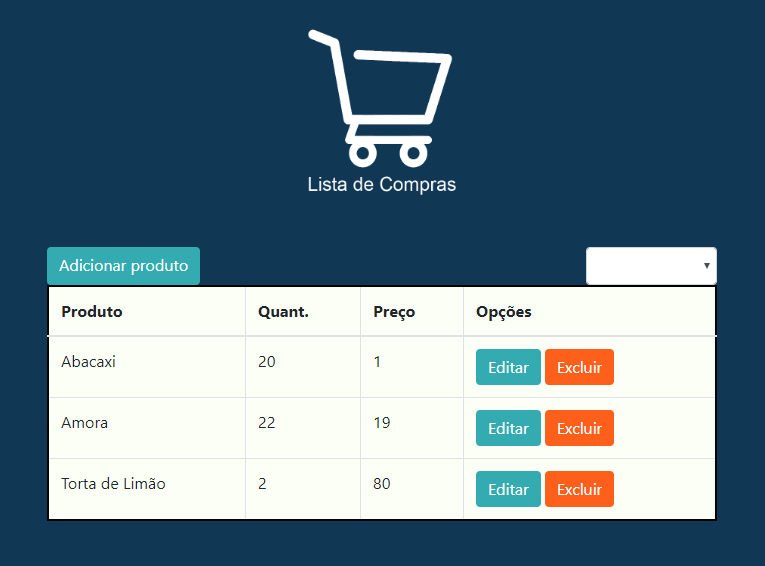 Lista de Compras
Adicionar produto
Produto Quant. Preço Opções
Abacaxi 20 1 Editar Excluir
Amora 22 19 Editar Excluir
Torta de Limão 2 80 Editar Excluir